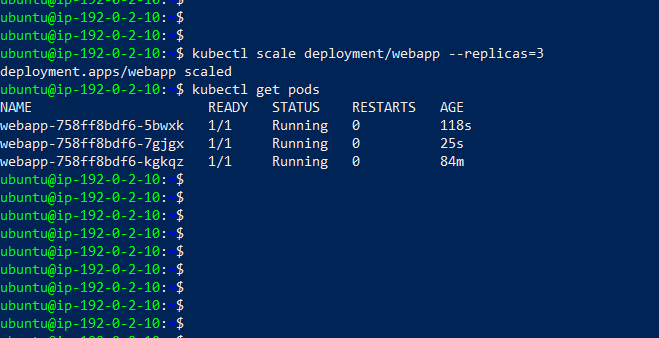 ubuntu@ip-192-0-2-10:~$
ubuntu@ip-192-0-2-10:~$
ubuntu@ip-192-0-2-10:~$ kubectl scale deployment/webapp --replicas=3
deployment.apps/webapp scaled
ubuntu@ip-192-0-2-10:~$ kubectl get pods
NAME                      READY   STATUS    RESTARTS   AGE
webapp-758ff8bdf6-5bwxk   1/1     Running   0          118s
webapp-758ff8bdf6-7gjgx   1/1     Running   0          25s
webapp-758ff8bdf6-kgkqz   1/1     Running   0          84m
ubuntu@ip-192-0-2-10:~$
ubuntu@ip-192-0-2-10:~$
ubuntu@ip-192-0-2-10:~$
ubuntu@ip-192-0-2-10:~$
ubuntu@ip-192-0-2-10:~$
ubuntu@ip-192-0-2-10:~$
ubuntu@ip-192-0-2-10:~$
ubuntu@ip-192-0-2-10:~$
ubuntu@ip-192-0-2-10:~$
ubuntu@ip-192-0-2-10:~$